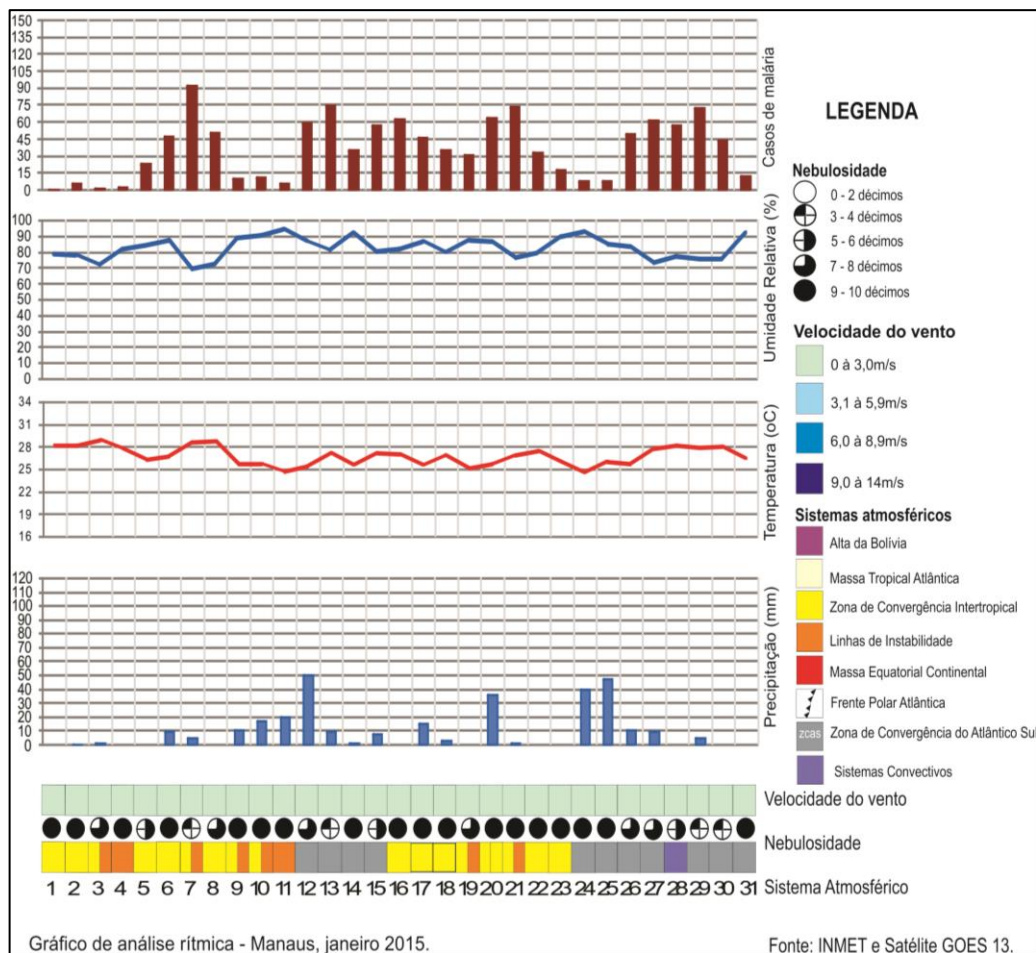 150
135
120
105
90
75
60
45
30
15
0
Casos de malária
100
90
80
70
60
50
40
30
20
10
0
Umidade Relativa (%)
34
31
28
25
22
19
16
Temperatura (oC)
120
110
100
90
80
70
60
50
40
30
20
10
0
Precipitação (mm)
LEGENDA
Nebulosidade
0 - 2 décimos
3 - 4 décimos
5 - 6 décimos
7 - 8 décimos
9 - 10 décimos
Velocidade do vento
0 à 3,0m/s
3,1 à 5,9m/s
6,0 à 8,9m/s
9,0 à 14m/s
Sistemas atmosféricos
Alta da Bolívia
Massa Tropical Atlântica
Zona de Convergência Intertropical
Linhas de Instabilidade
Massa Equatorial Continental
Frente Polar Atlântica
zcas Zona de Convergência do Atlântico Sul
Sistemas Convectivos
Velocidade do vento
Nebulosidade
Sistema Atmosférico
1 2 3 4 5 6 7 8 9 10 11 12 13 14 15 16 17 18 19 20 21 22 23 24 25 26 27 28 29 30 31
Gráfico de análise rítmica - Manaus, janeiro 2015.
Fonte: INMET e Satélite GOES 13.